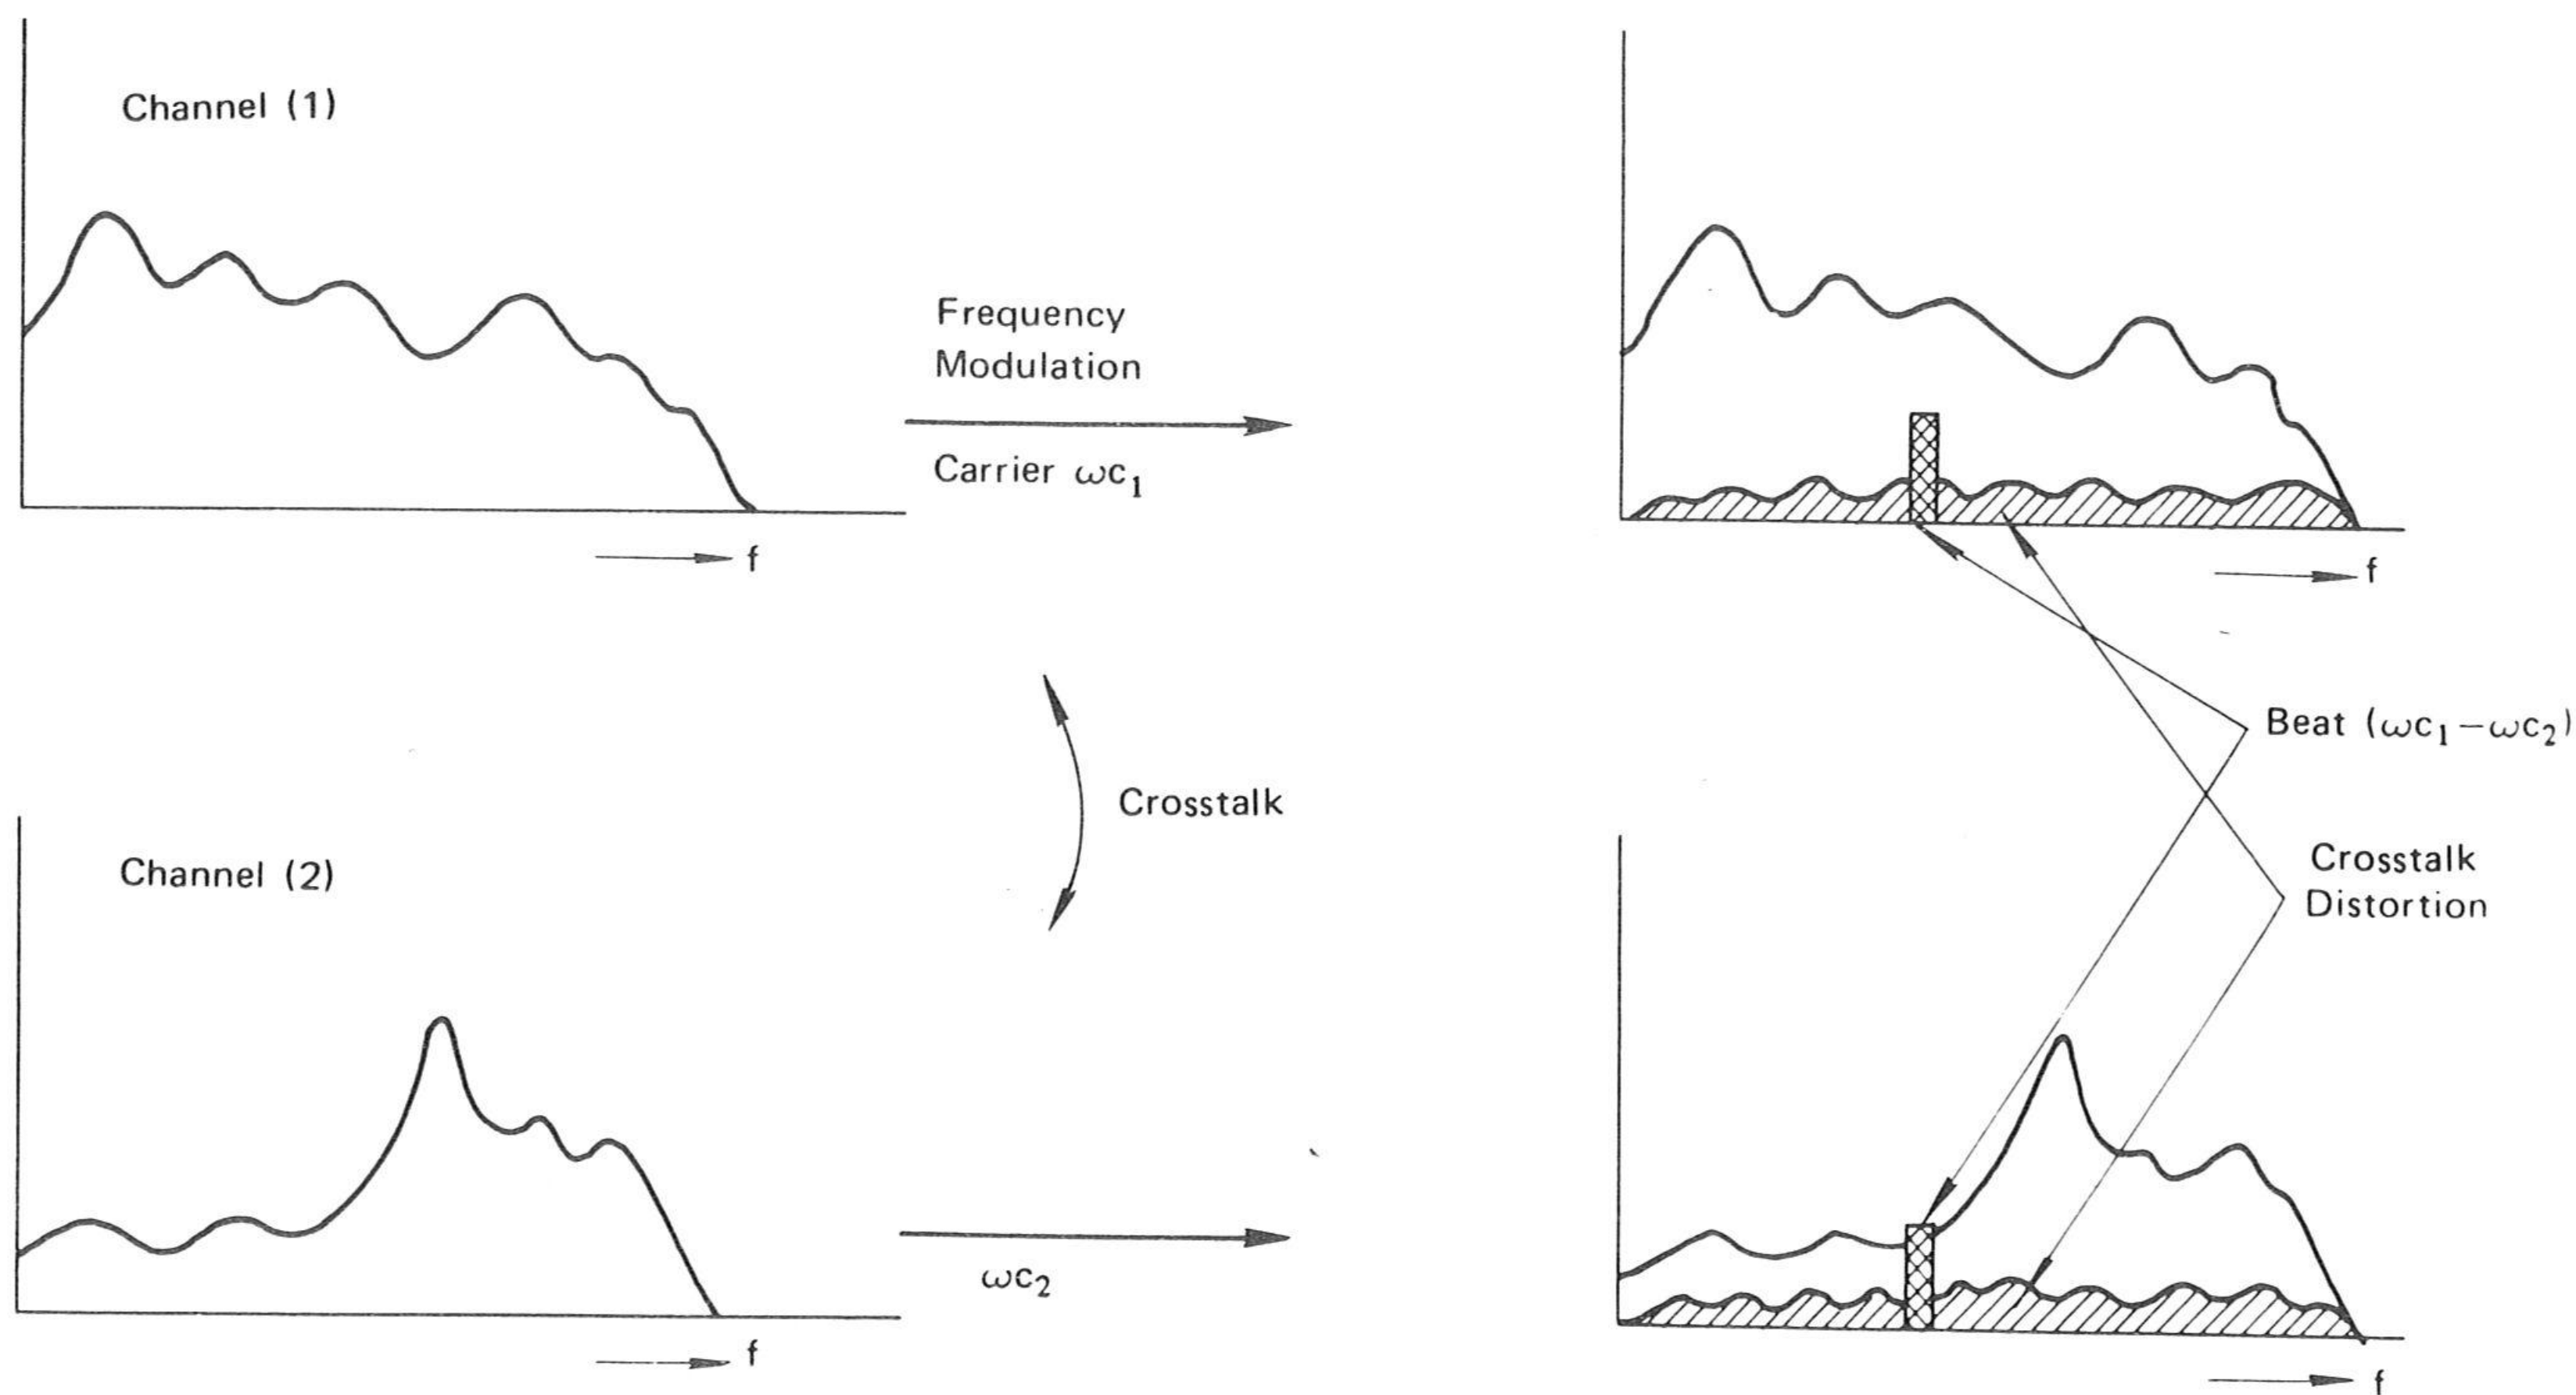 Channel (1)
Frequency
Modulation
Carrier ωc₁
f
f
Crosstalk
Beat (ωc₁−ωc₂)
Crosstalk
Distortion
Channel (2)
ωc₂
f
f